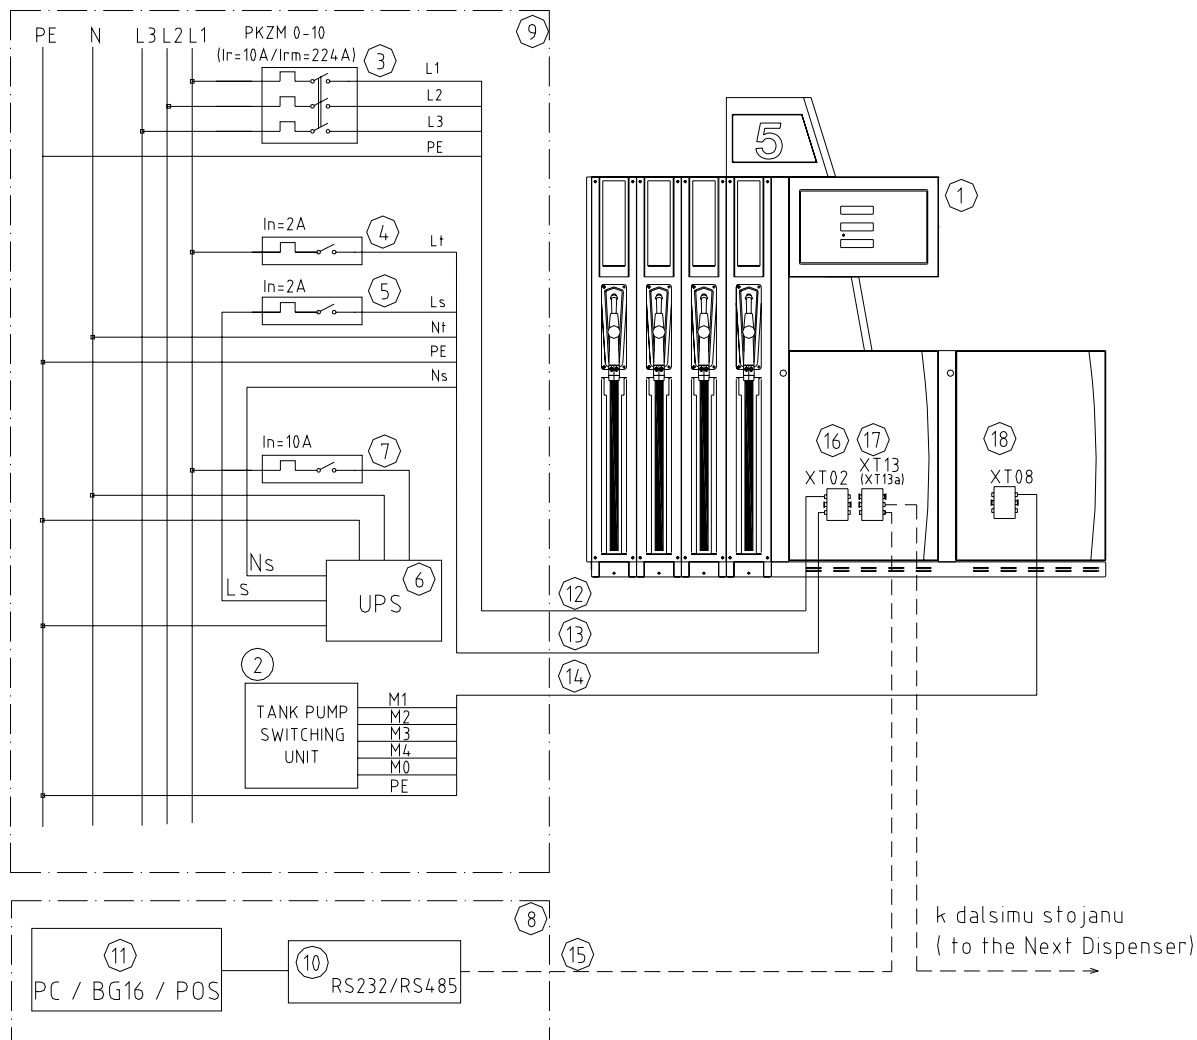 PE N L3 L2 L1
PKZM 0-10
(Ir=10A/Irm=224A)
3
9
L1
L2
L3
PE
In=2A
4
Lt
In=2A
5
Ls
Nt
PE
Ns
In=10A
7
Ns
Ls
6
UPS
2
TANK PUMP
SWITCHING
UNIT
M1
M2
M3
M4
M0
PE
12
13
14
5
1
16
17
18
XT02
XT13
(XT13a)
XT08
8
11
PC / BG16 / POS
10
RS232/RS485
15
k dalsimu stojanu
( to the Next Dispenser)